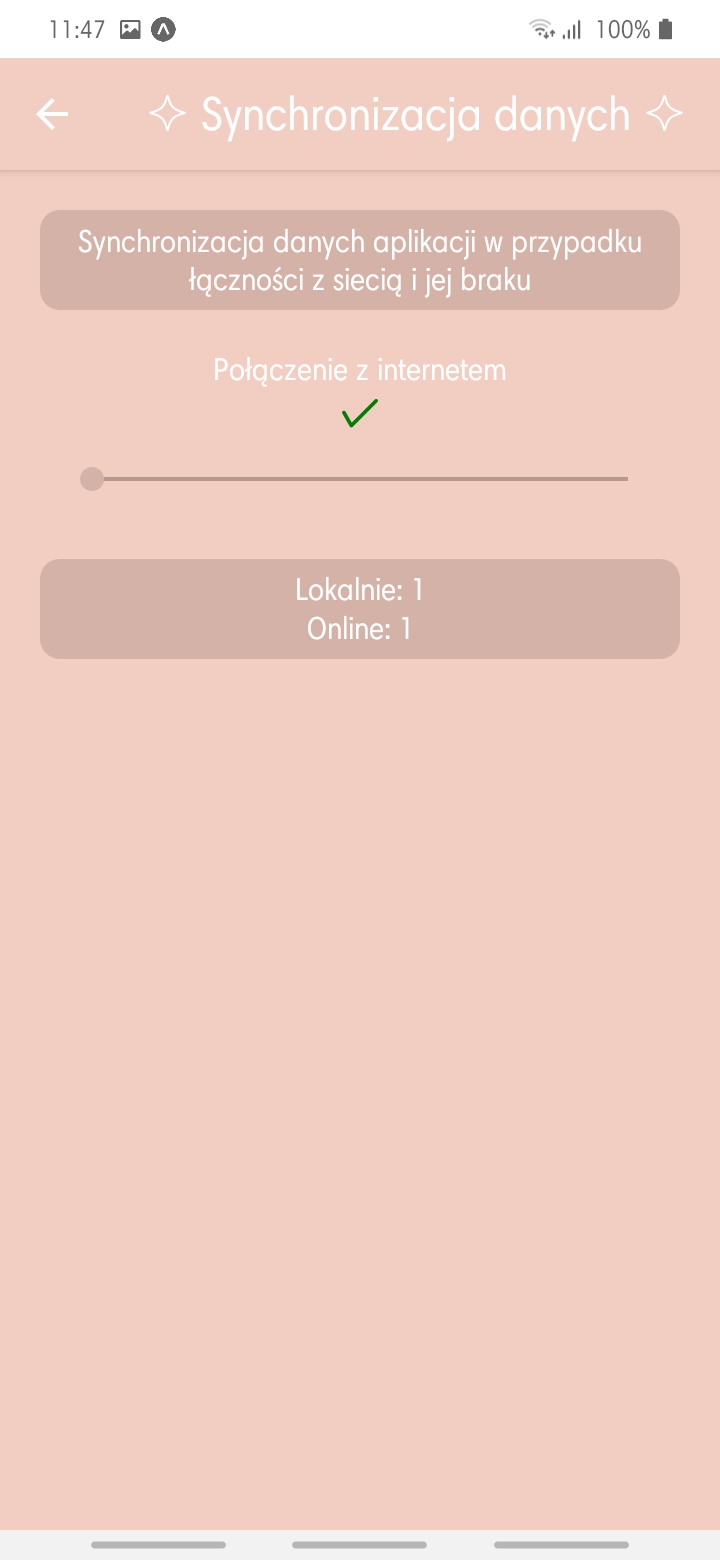 11:47 100%
✧ Synchronizacja danych ✧
Synchronizacja danych aplikacji w przypadku
łączności z siecią i jej braku
Połączenie z internetem
Lokalnie: 1
Online: 1